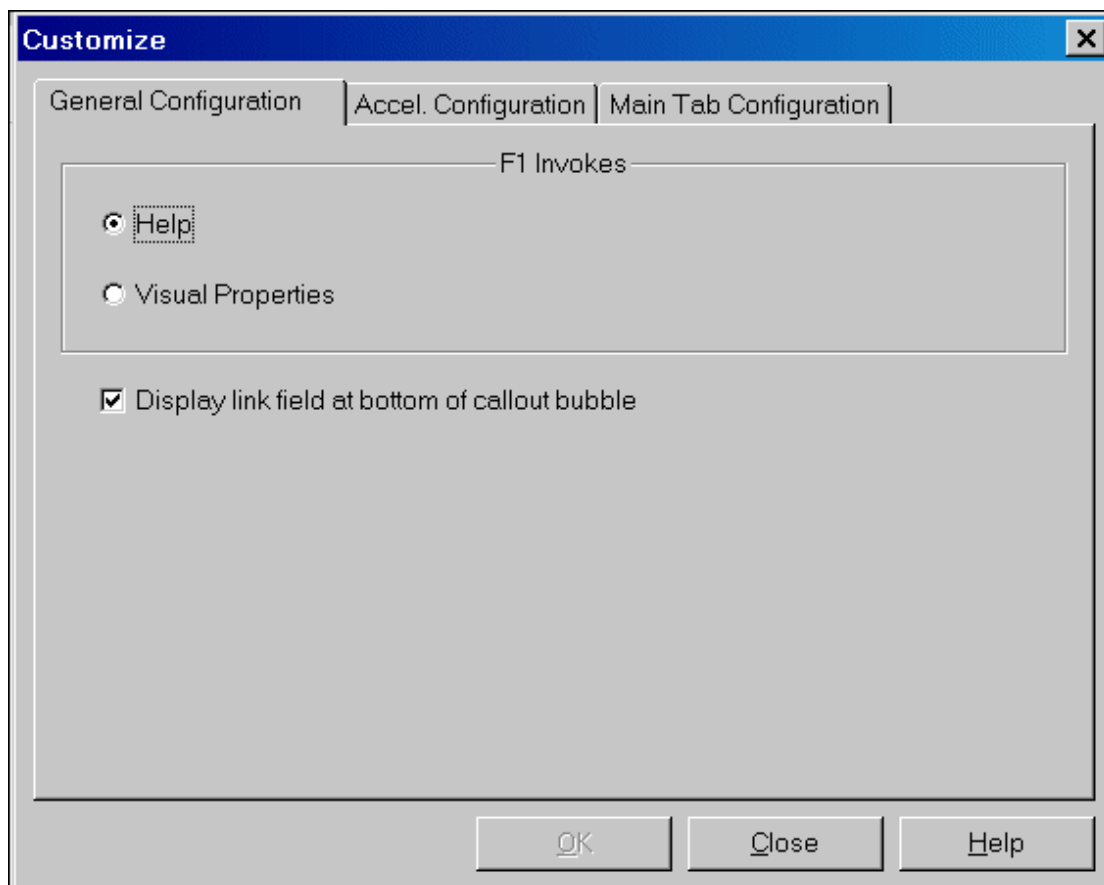 Customize
General Configuration Accel. Configuration Main Tab Configuration
F1 Invokes
Help
Visual Properties
Display link field at bottom of callout bubble
OK Close Help